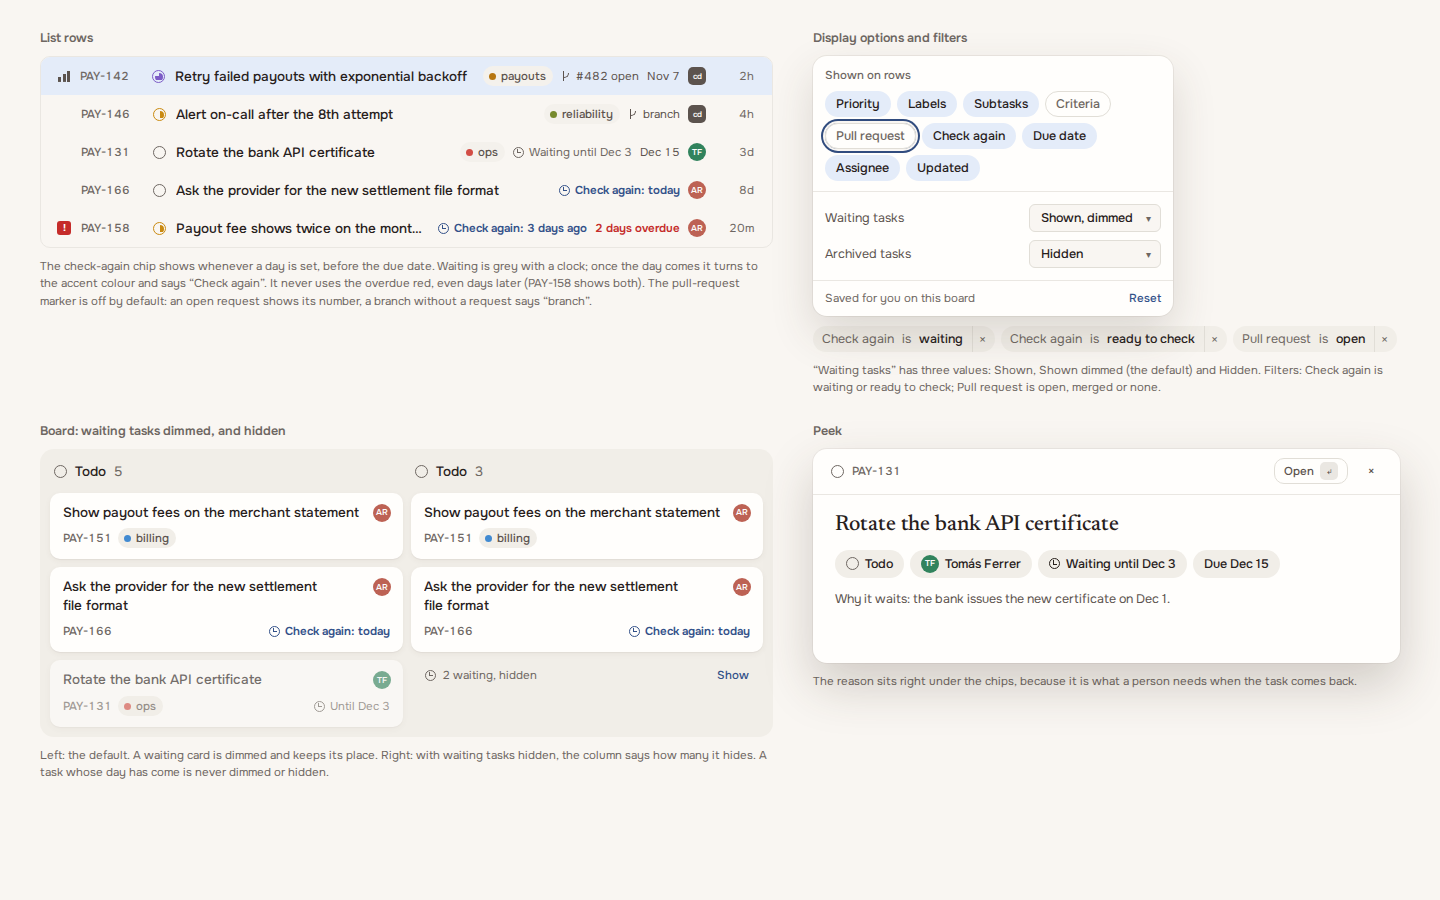 List rows
PAY-142 Retry failed payouts with exponential backoff payouts #482 open Nov 7 cd 2h
PAY-146 Alert on-call after the 8th attempt reliability branch cd 4h
PAY-131 Rotate the bank API certificate ops Waiting until Dec 3 Dec 15 TF 3d
PAY-166 Ask the provider for the new settlement file format Check again: today AR 8d
! PAY-158 Payout fee shows twice on the mont... Check again: 3 days ago 2 days overdue AR 20m
The check-again chip shows whenever a day is set, before the due date. Waiting is grey with a clock; once the day comes it turns to
the accent colour and says “Check again”. It never uses the overdue red, even days later (PAY-158 shows both). The pull-request
marker is off by default: an open request shows its number, a branch without a request says “branch”.
Display options and filters
Shown on rows
Priority Labels Subtasks Criteria
Pull request Check again Due date
Assignee Updated
Waiting tasks Shown, dimmed
Archived tasks Hidden
Saved for you on this board Reset
Check again is waiting × Check again is ready to check × Pull request is open ×
“Waiting tasks” has three values: Shown, Shown dimmed (the default) and Hidden. Filters: Check again is
waiting or ready to check; Pull request is open, merged or none.
Board: waiting tasks dimmed, and hidden
Todo 5
Show payout fees on the merchant statement AR
PAY-151 billing
Ask the provider for the new settlement AR
file format
PAY-166 Check again: today
Rotate the bank API certificate TF
PAY-131 ops Until Dec 3
Todo 3
Show payout fees on the merchant statement AR
PAY-151 billing
Ask the provider for the new settlement AR
file format
PAY-166 Check again: today
2 waiting, hidden Show
Left: the default. A waiting card is dimmed and keeps its place. Right: with waiting tasks hidden, the column says how many it hides. A
task whose day has come is never dimmed or hidden.
Peek
PAY-131 Open ×
Rotate the bank API certificate
Todo TF Tomás Ferrer Waiting until Dec 3 Due Dec 15
Why it waits: the bank issues the new certificate on Dec 1.
The reason sits right under the chips, because it is what a person needs when the task comes back.